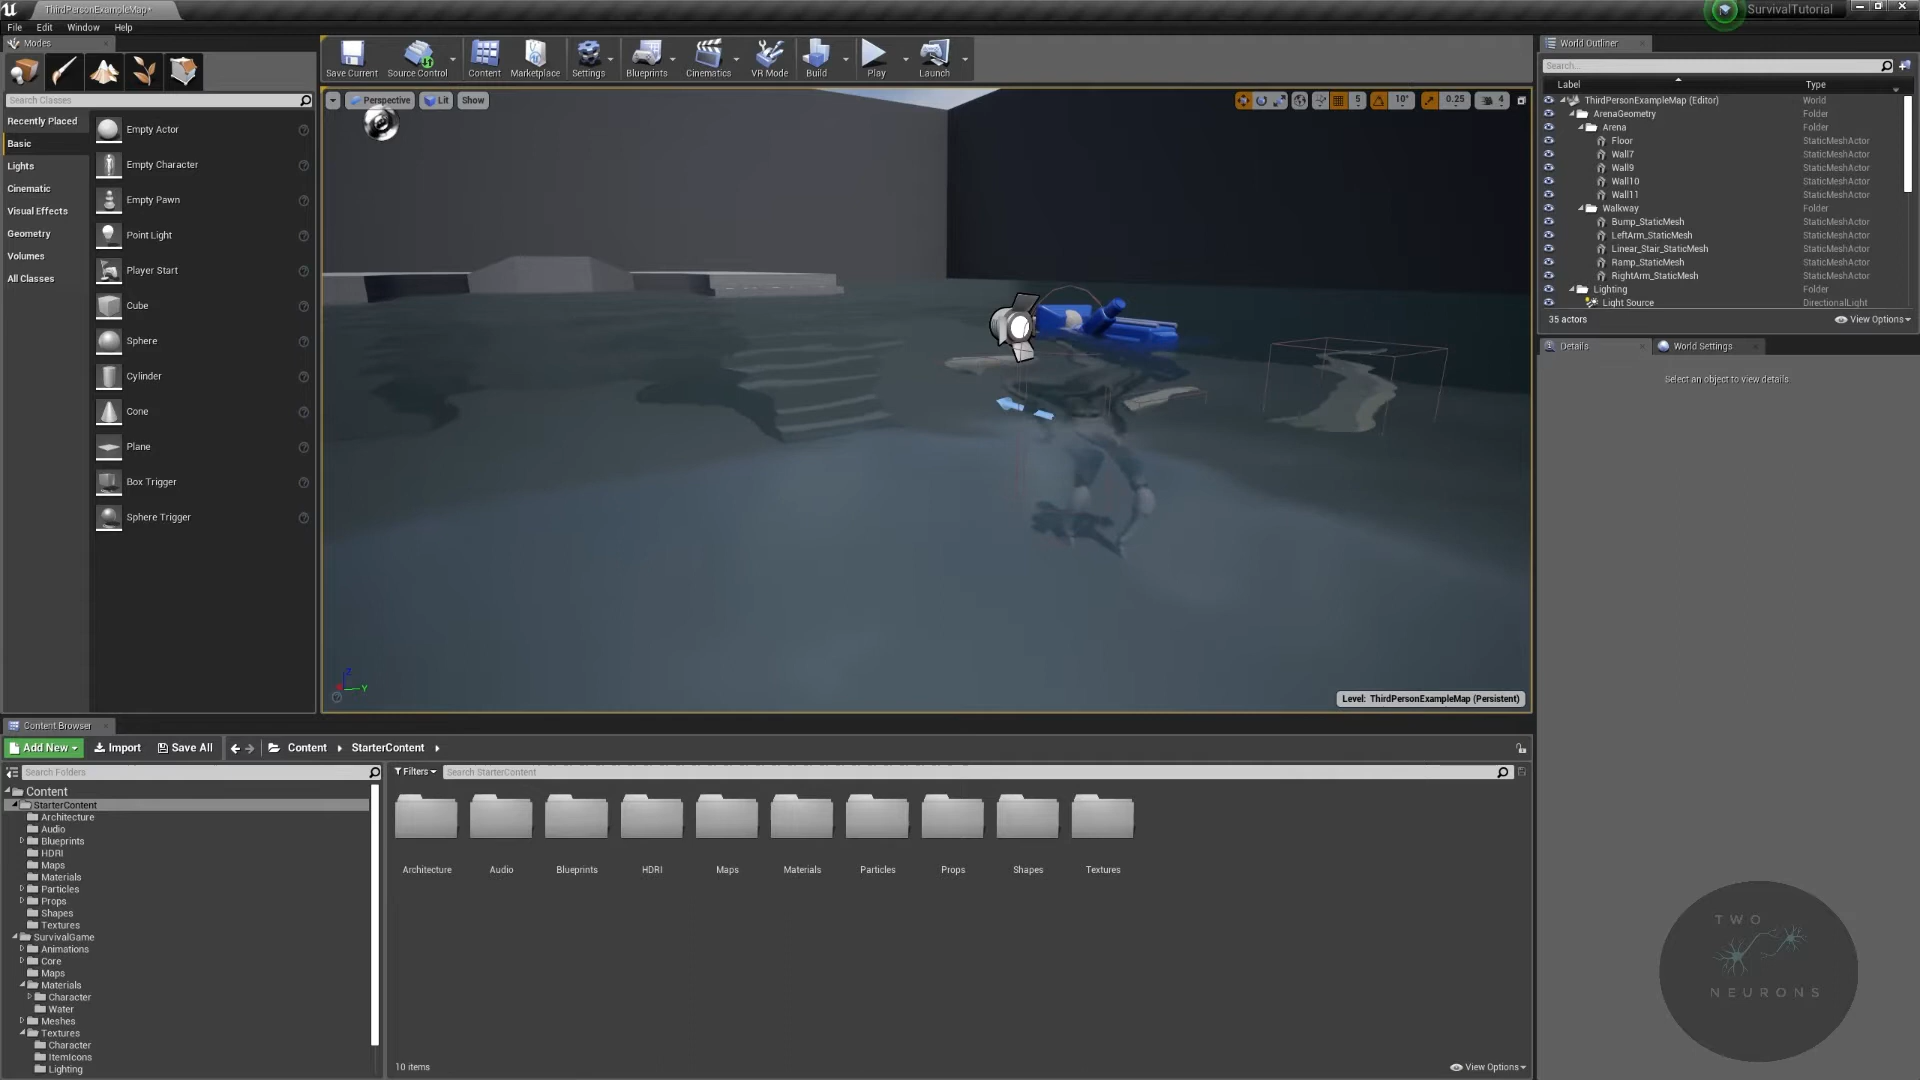 ThirdPersonExampleMap*
SurvivalTutorial
File Edit Window Help
Modes
Search Classes
Recently Placed
Basic
Lights
Cinematic
Visual Effects
Geometry
Volumes
All Classes
Empty Actor
Empty Character
Empty Pawn
Point Light
Player Start
Cube
Sphere
Cylinder
Cone
Plane
Box Trigger
Sphere Trigger
Save Current Source Control Content Marketplace Settings Blueprints Cinematics VR Mode Build Play Launch
Perspective Lit Show
5 10° 0.25 4
Level: ThirdPersonExampleMap (Persistent)
Z
Y
World Outliner
Search...
Label Type
ThirdPersonExampleMap (Editor) World
ArenaGeometry Folder
Arena Folder
Floor StaticMeshActor
Wall7 StaticMeshActor
Wall9 StaticMeshActor
Wall10 StaticMeshActor
Wall11 StaticMeshActor
Walkway Folder
Bump_StaticMesh StaticMeshActor
LeftArm_StaticMesh StaticMeshActor
Linear_Stair_StaticMesh StaticMeshActor
Ramp_StaticMesh StaticMeshActor
RightArm_StaticMesh StaticMeshActor
Lighting Folder
Light Source DirectionalLight
35 actors View Options
Details World Settings
Select an object to view details
Content Browser
Add New Import Save All Content StarterContent
Search Folders
Content
StarterContent
Architecture
Audio
Blueprints
HDRI
Maps
Materials
Particles
Props
Shapes
Textures
SurvivalGame
Animations
Core
Maps
Materials
Character
Water
Meshes
Textures
Character
ItemIcons
Lighting
Filters Search StarterContent
Architecture Audio Blueprints HDRI Maps Materials Particles Props Shapes Textures
10 items View Options
TWO
NEURONS